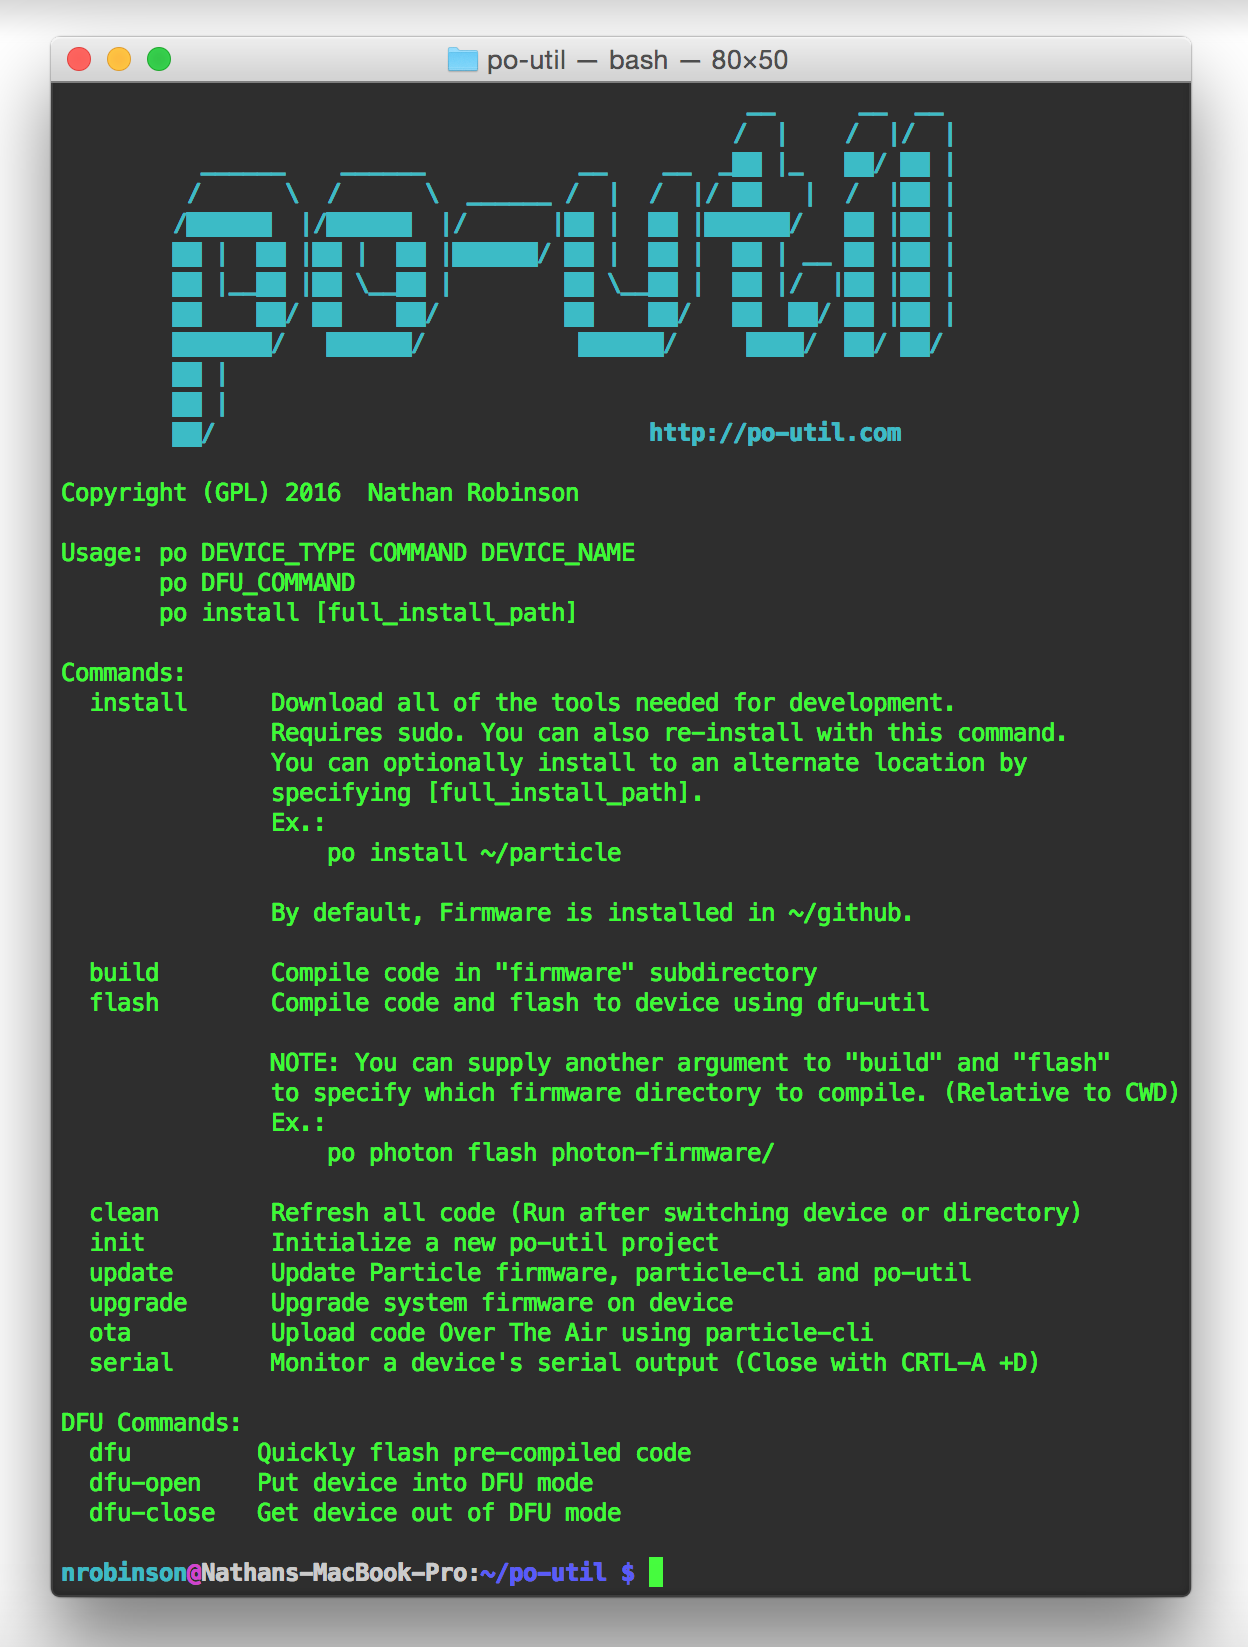 po-util — bash — 80×50
po-util
http://po-util.com
Copyright (GPL) 2016  Nathan Robinson
Usage: po DEVICE_TYPE COMMAND DEVICE_NAME
po DFU_COMMAND
po install [full_install_path]
Commands:
install      Download all of the tools needed for development.
Requires sudo. You can also re-install with this command.
You can optionally install to an alternate location by
specifying [full_install_path].
Ex.:
po install ~/particle
By default, Firmware is installed in ~/github.
build        Compile code in "firmware" subdirectory
flash        Compile code and flash to device using dfu-util
NOTE: You can supply another argument to "build" and "flash"
to specify which firmware directory to compile. (Relative to CWD)
Ex.:
po photon flash photon-firmware/
clean        Refresh all code (Run after switching device or directory)
init         Initialize a new po-util project
update       Update Particle firmware, particle-cli and po-util
upgrade      Upgrade system firmware on device
ota          Upload code Over The Air using particle-cli
serial       Monitor a device's serial output (Close with CRTL-A +D)
DFU Commands:
dfu         Quickly flash pre-compiled code
dfu-open    Put device into DFU mode
dfu-close   Get device out of DFU mode
nrobinson@Nathans-MacBook-Pro:~/po-util $